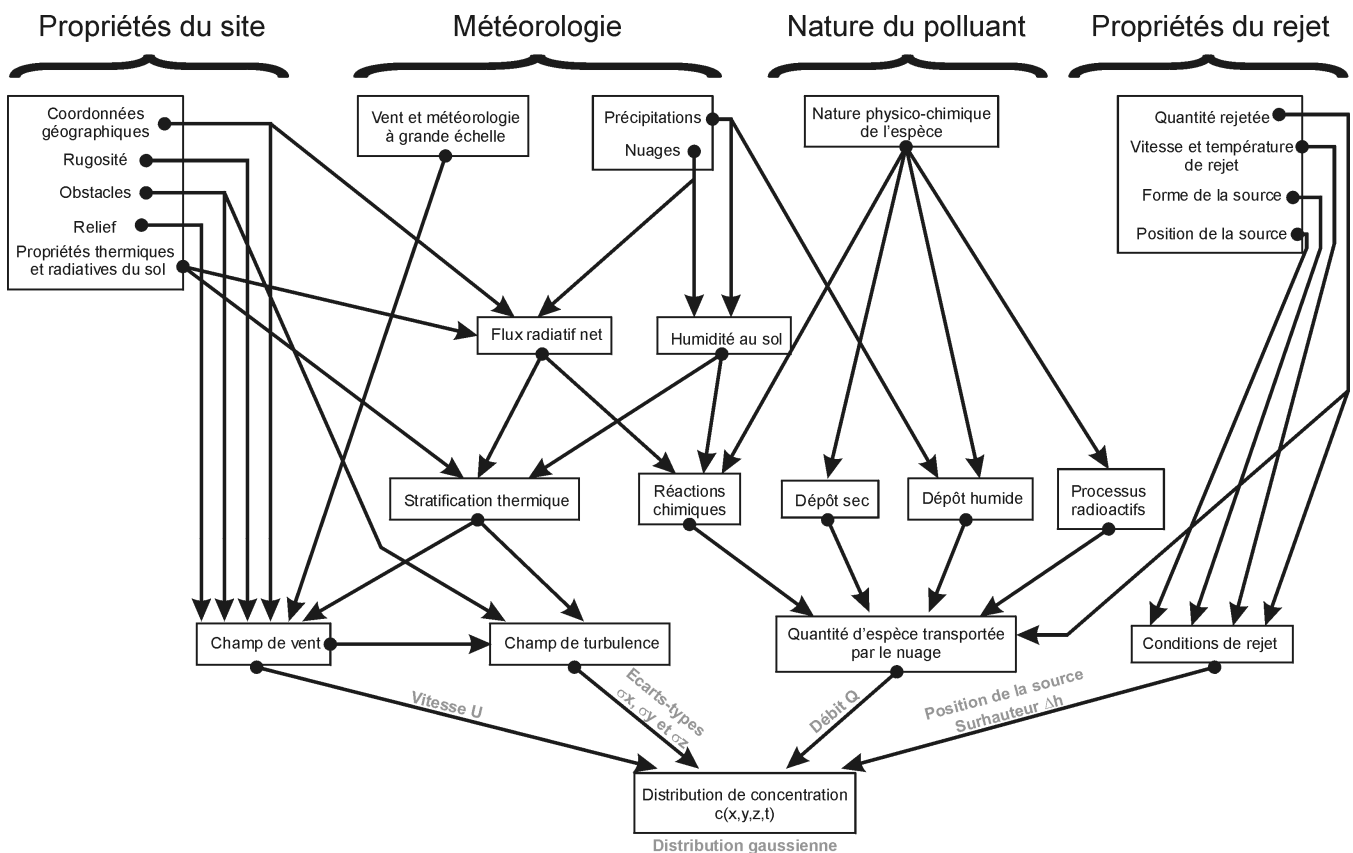 Propriétés du site
Météorologie
Nature du polluant
Propriétés du rejet
Coordonnées
géographiques
Rugosité
Obstacles
Relief
Propriétés thermiques
et radiatives du sol
Vent et météorologie
à grande échelle
Précipitations
Nuages
Nature physico-chimique
de l'espèce
Quantité rejetée
Vitesse et température
de rejet
Forme de la source
Position de la source
Flux radiatif net
Humidité au sol
Stratification thermique
Réactions
chimiques
Dépôt sec
Dépôt humide
Processus
radioactifs
Champ de vent
Champ de turbulence
Quantité d'espèce transportée
par le nuage
Conditions de rejet
Vitesse U
Ecarts-types
σx, σy et σz
Débit Q
Position de la source
Surhauteur Δh
Distribution de concentration
c(x,y,z,t)
Distribution gaussienne